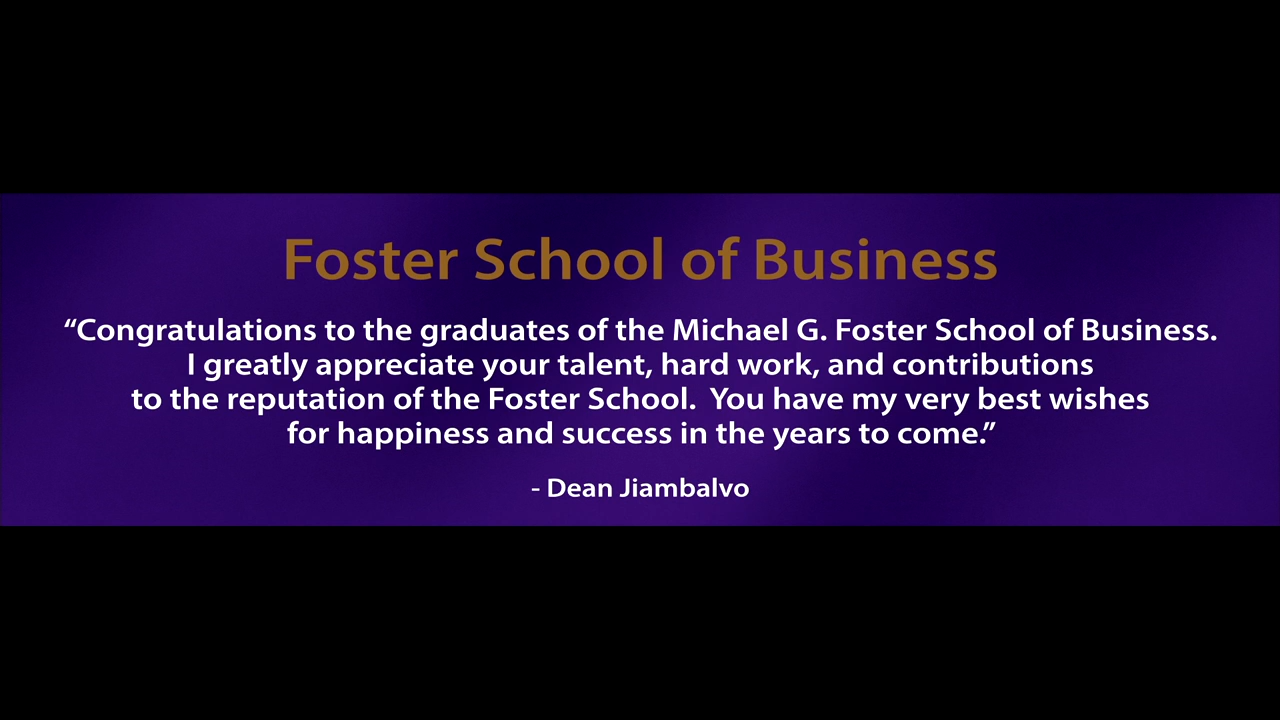 Foster School of Business
“Congratulations to the graduates of the Michael G. Foster School of Business.
I greatly appreciate your talent, hard work, and contributions
to the reputation of the Foster School.  You have my very best wishes
for happiness and success in the years to come.”
- Dean Jiambalvo